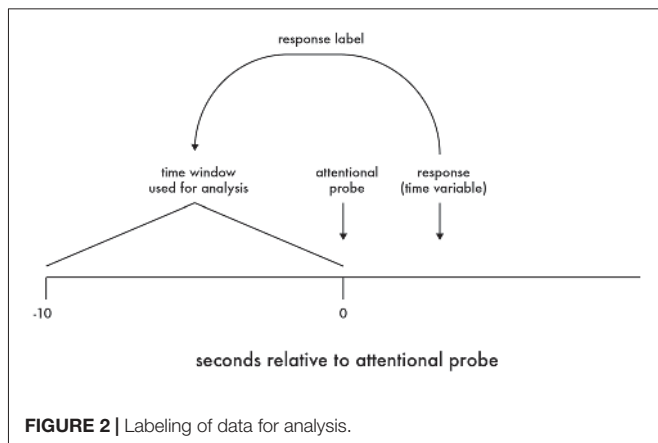 response label
time window
used for analysis
attentional
probe
response
(time variable)
-10
0
seconds relative to attentional probe
FIGURE 2 | Labeling of data for analysis.